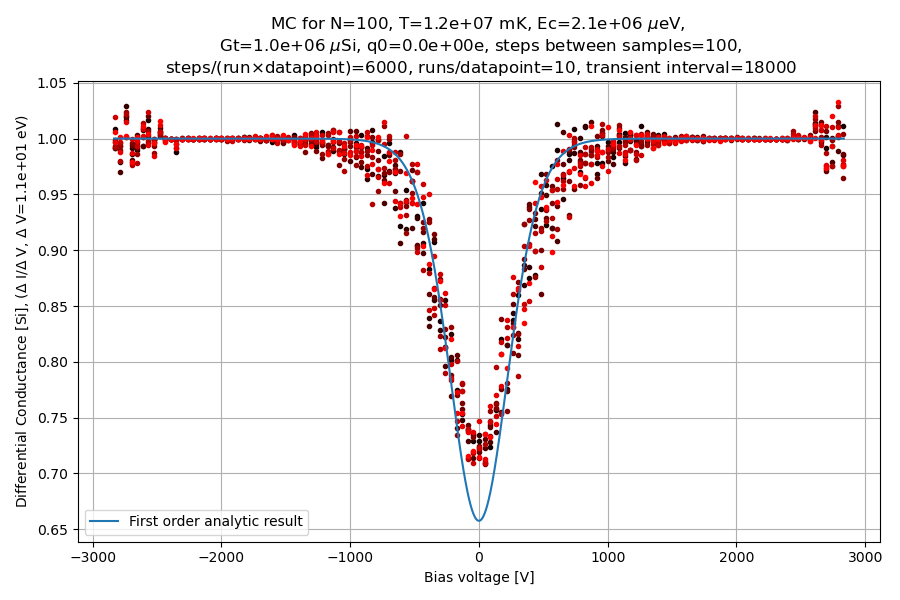 MC for N=100, T=1.2e+07 mK, Ec=2.1e+06 μeV,
Gt=1.0e+06 μSi, q0=0.0e+00e, steps between samples=100,
steps/(run×datapoint)=6000, runs/datapoint=10, transient interval=18000
Differential Conductance [Si], (Δ I/Δ V, Δ V=1.1e+01 eV)
1.05
1.00
0.95
0.90
0.85
0.80
0.75
0.70
0.65
First order analytic result
−3000 −2000 −1000 0 1000 2000 3000
Bias voltage [V]